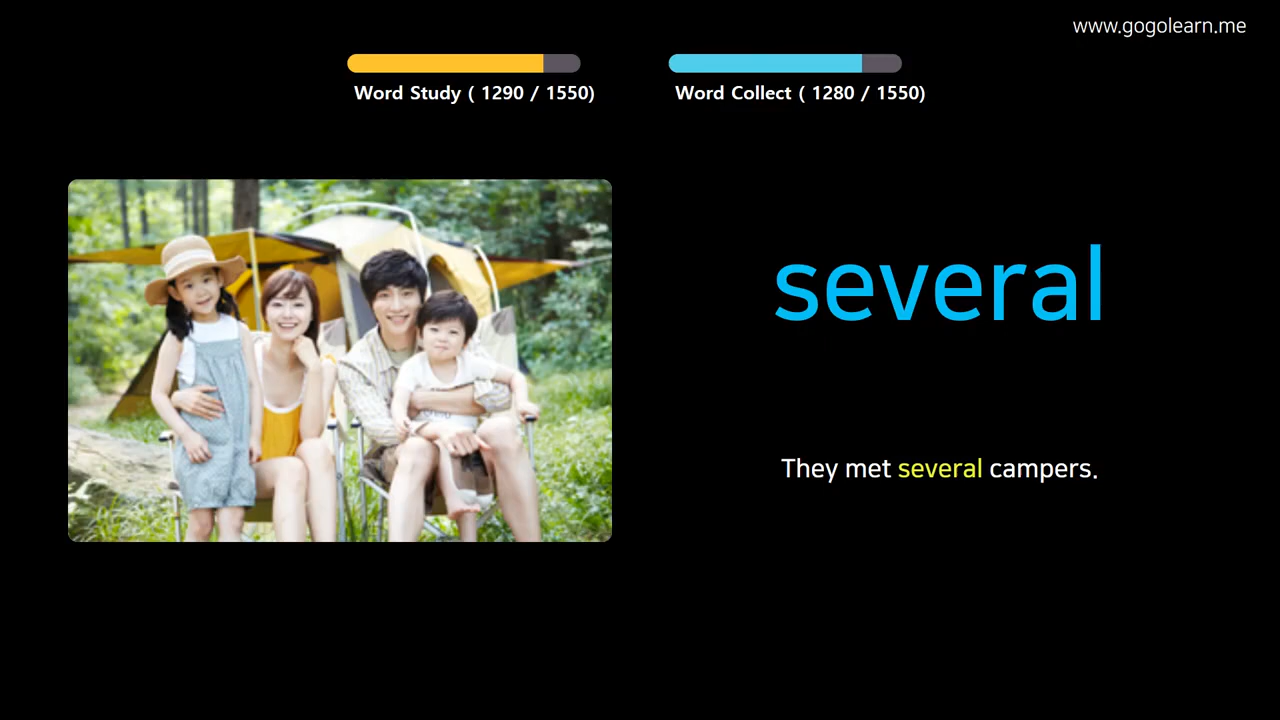 www.gogolearn.me
Word Study ( 1290 / 1550)
Word Collect ( 1280 / 1550)
several
They met several campers.